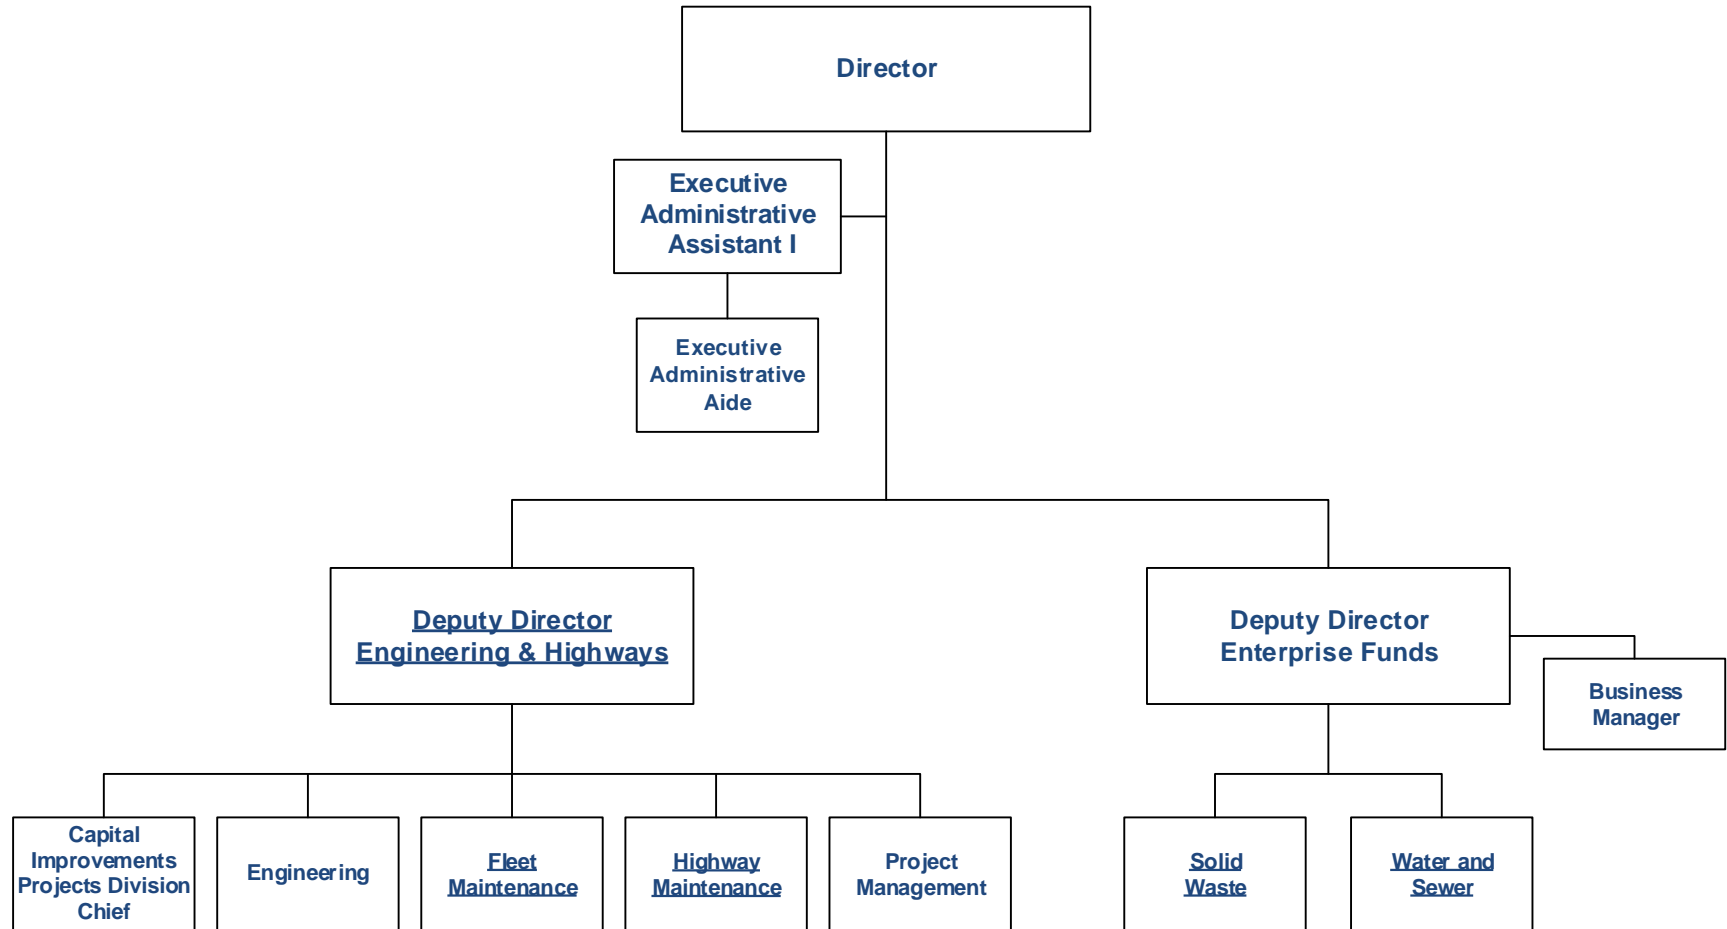 Director
Executive
Administrative
Assistant I
Executive
Administrative
Aide
Deputy Director
Engineering & Highways
Deputy Director
Enterprise Funds
Business
Manager
Capital
Improvements
Projects Division
Chief
Engineering
Fleet
Maintenance
Highway
Maintenance
Project
Management
Solid
Waste
Water and
Sewer